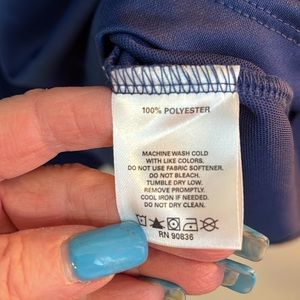 100% POLYESTER
MACHINE WASH COLD
WITH LIKE COLORS.
DO NOT USE FABRIC SOFTENER.
DO NOT BLEACH.
TUMBLE DRY LOW.
REMOVE PROMPTLY.
COOL IRON IF NEEDED.
DO NOT DRY CLEAN.
RN 90836